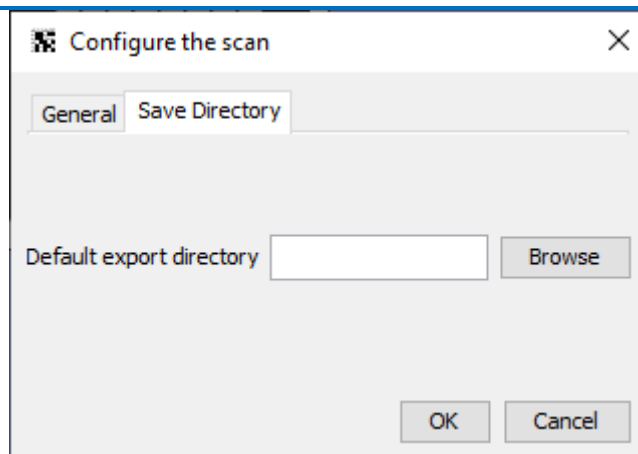 Configure the scan
General Save Directory
Default export directory Browse
OK Cancel